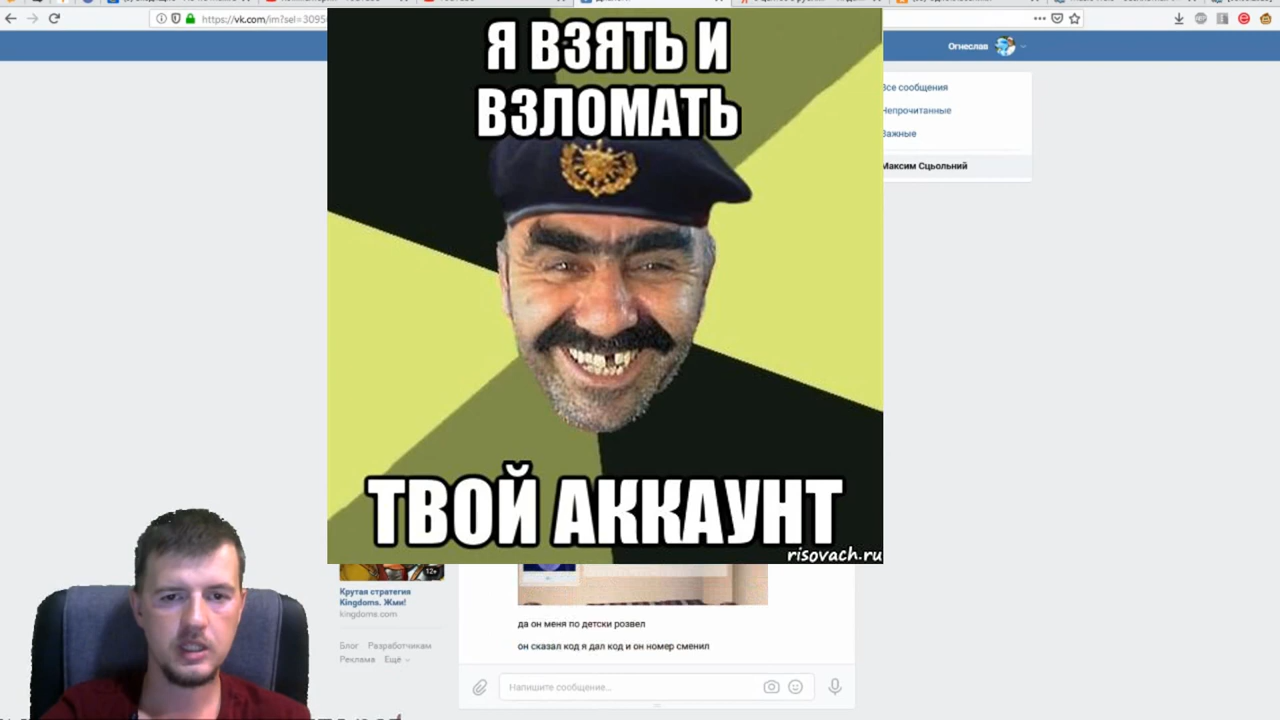 https://vk.com/im?sel=3095
Огнеслав
Я ВЗЯТЬ И
ВЗЛОМАТЬ
Все сообщения
Непрочитанные
Важные
Максим Сцьольний
ТВОЙ АККАУНТ
risovach.ru
12+
Крутая стратегия
Kingdoms. Жми!
kingdoms.com
Блог Разработчикам
Реклама Ещё
да он меня по детски розвел
он сказал код я дал код и он номер сменил
Напишите сообщение...